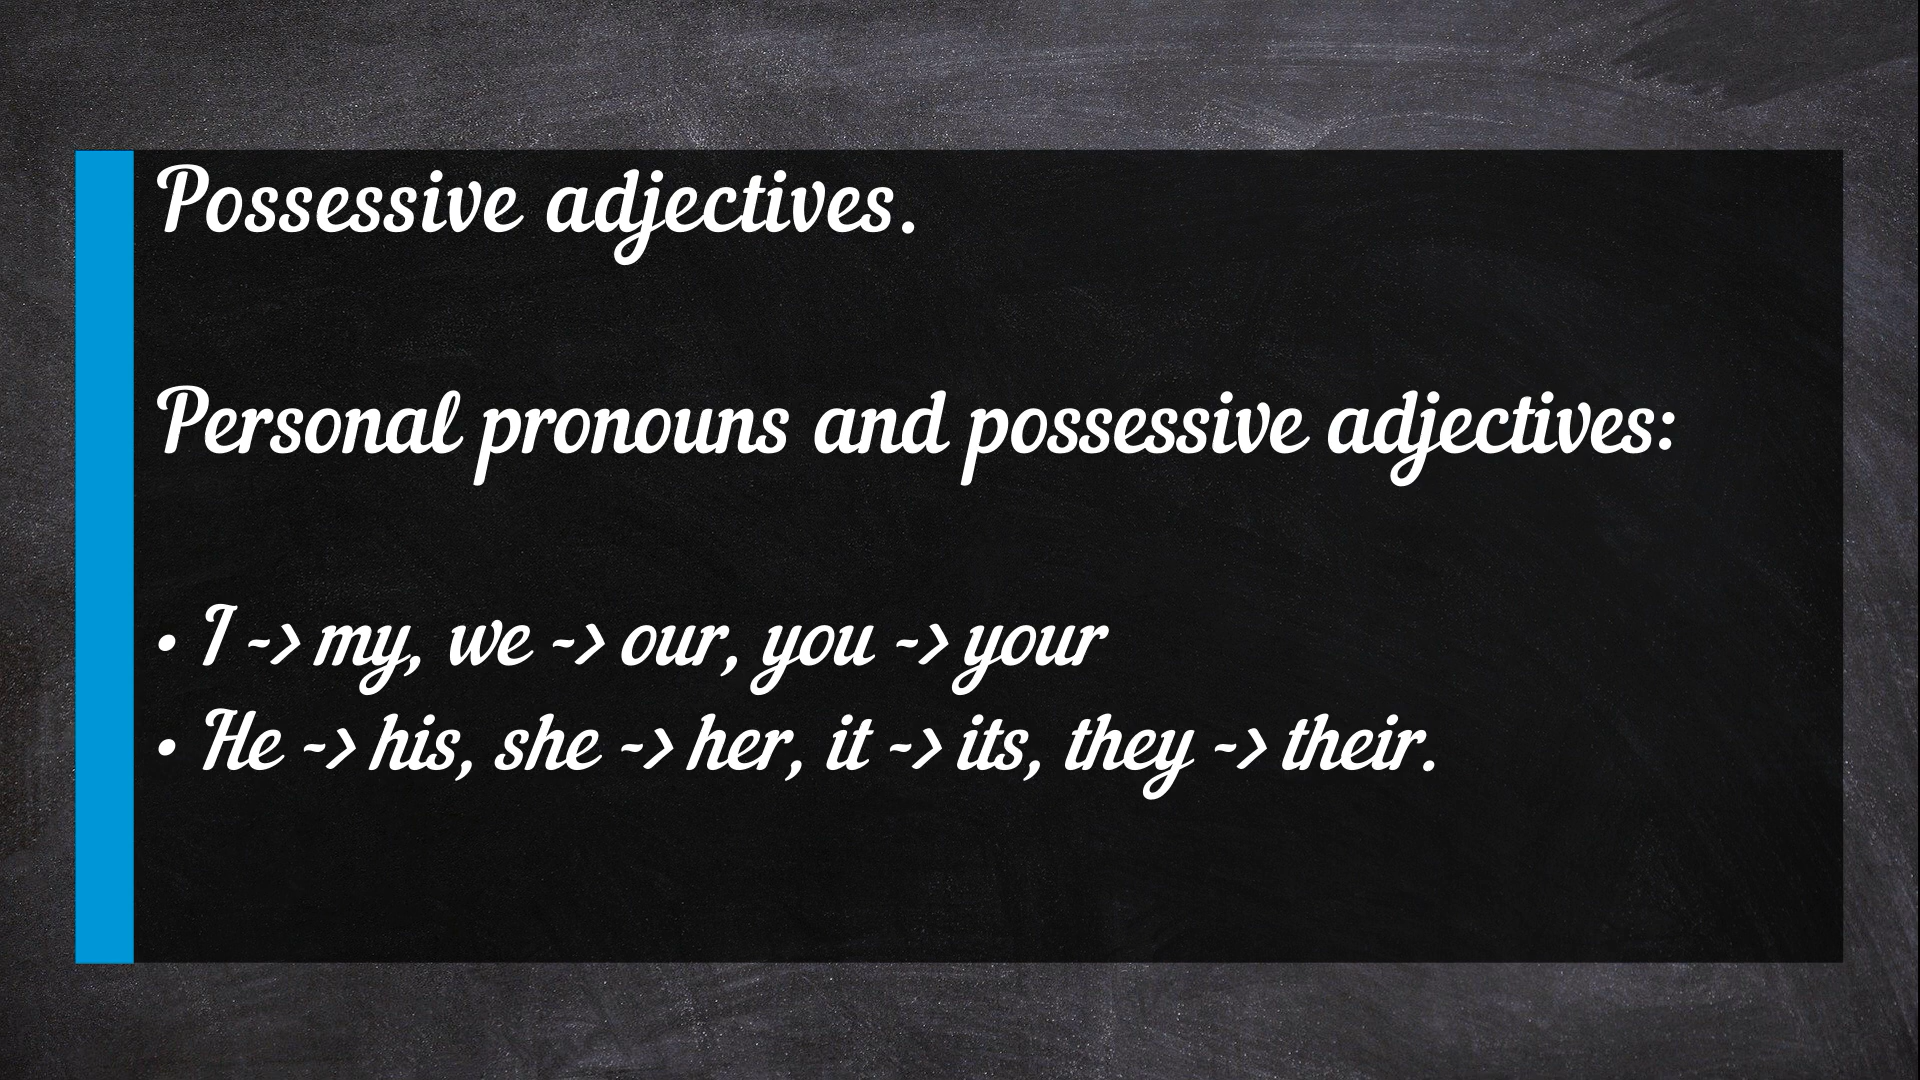 Possessive adjectives.
Personal pronouns and possessive adjectives:
• I -> my, we -> our, you -> your
• He -> his, she -> her, it -> its, they -> their.